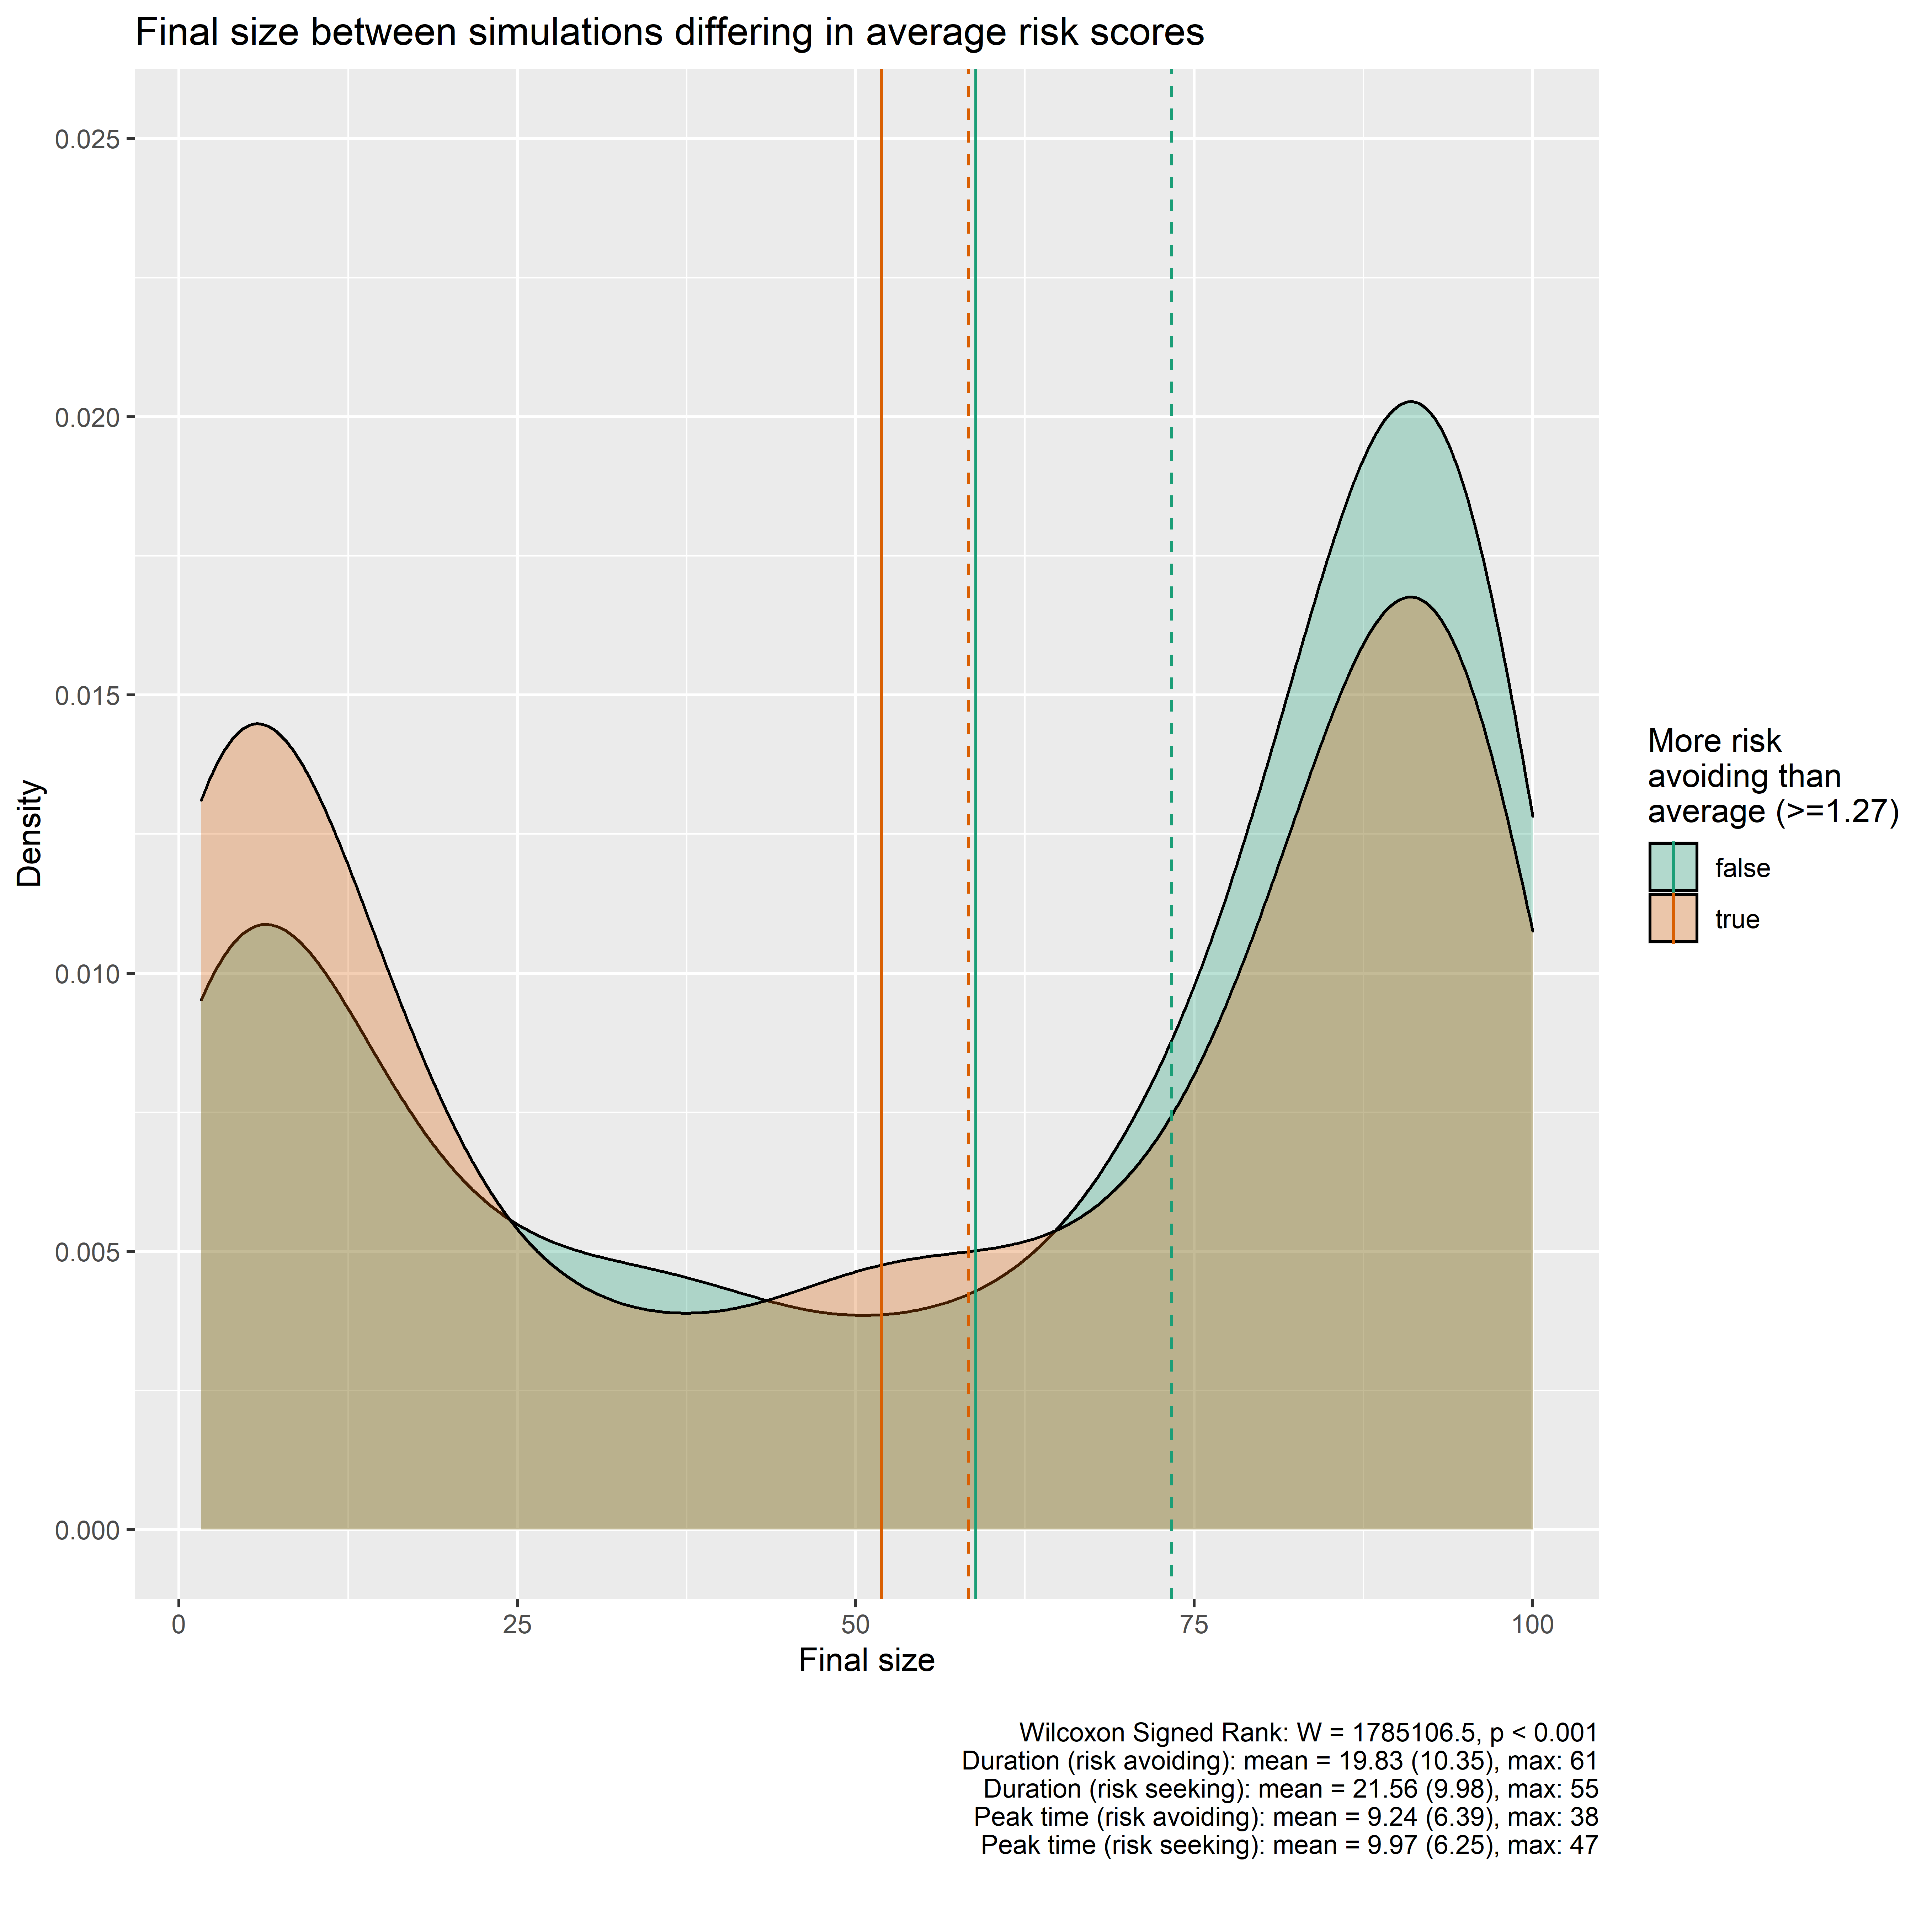 Final size between simulations differing in average risk scores
0.025
0.020
0.015
0.010
0.005
0.000
Density
0
25
50
75
100
Final size
More risk
avoiding than
average (>=1.27)
false
true
Wilcoxon Signed Rank: W = 1785106.5, p < 0.001
Duration (risk avoiding): mean = 19.83 (10.35), max: 61
Duration (risk seeking): mean = 21.56 (9.98), max: 55
Peak time (risk avoiding): mean = 9.24 (6.39), max: 38
Peak time (risk seeking): mean = 9.97 (6.25), max: 47